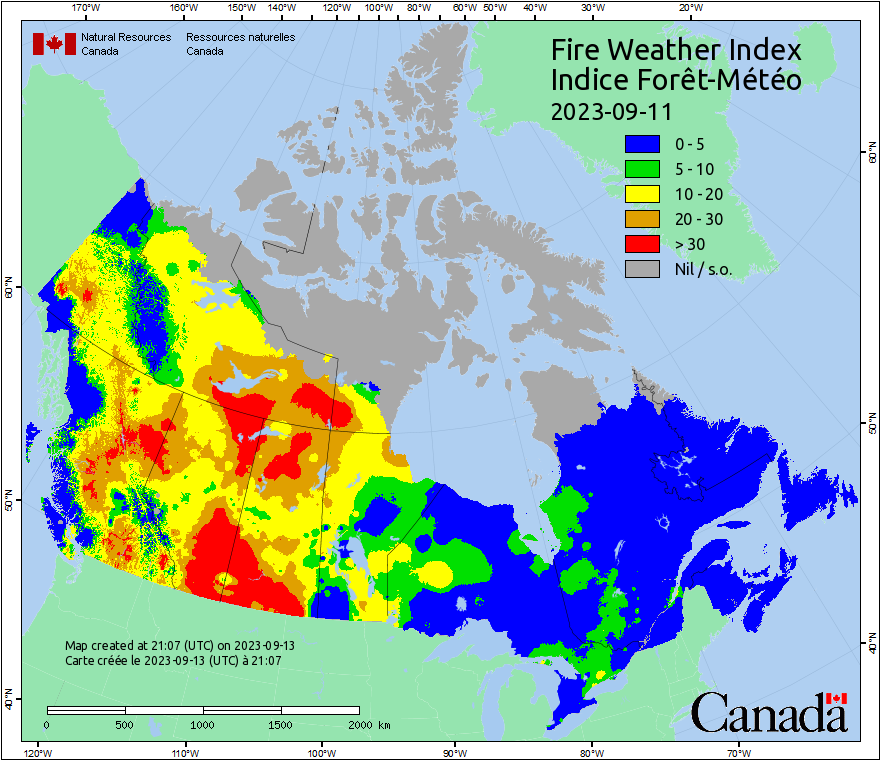 170°W 160°W 150°W 140°W 120°W 100°W 80°W 60°W 50°W 40°W 30°W 20°W
Natural Resources Ressources naturelles
Canada Canada
Fire Weather Index
Indice Forêt-Météo
2023-09-11
0 - 5
5 - 10
10 - 20
20 - 30
> 30
Nil / s.o.
60°N
60°N
50°N
50°N
40°N
40°N
Map created at 21:07 (UTC) on 2023-09-13
Carte créée le 2023-09-13 (UTC) à 21:07
0 500 1000 1500 2000 km
Canada
120°W 110°W 100°W 90°W 80°W 70°W